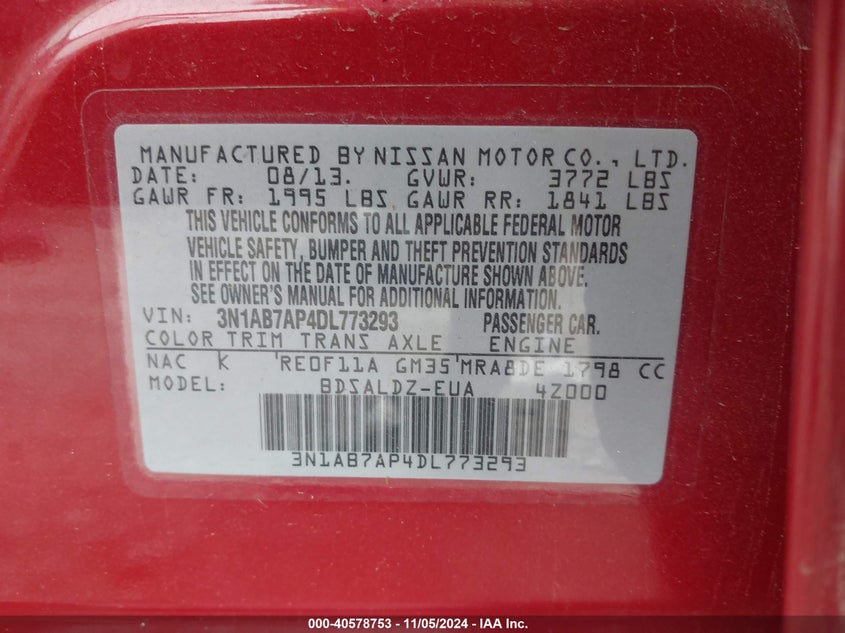 MANUFACTURED BY NISSAN MOTOR CO., LTD.
DATE: 08/13. GVWR: 3772 LBS
GAWR FR: 1995 LBS GAWR RR: 1841 LBS
THIS VEHICLE CONFORMS TO ALL APPLICABLE FEDERAL MOTOR
VEHICLE SAFETY, BUMPER AND THEFT PREVENTION STANDARDS
IN EFFECT ON THE DATE OF MANUFACTURE SHOWN ABOVE.
SEE OWNER'S MANUAL FOR ADDITIONAL INFORMATION.
VIN: 3N1AB7AP4DL773293 PASSENGER CAR.
COLOR TRIM TRANS AXLE ENGINE
NAC K 'RE0F11A GM35'MRA8DE 1798 CC
MODEL: BDSALDZ-EUA 4Z000
3N1AB7AP4DL773293
000-40578753 - 11/05/2024 - IAA Inc.